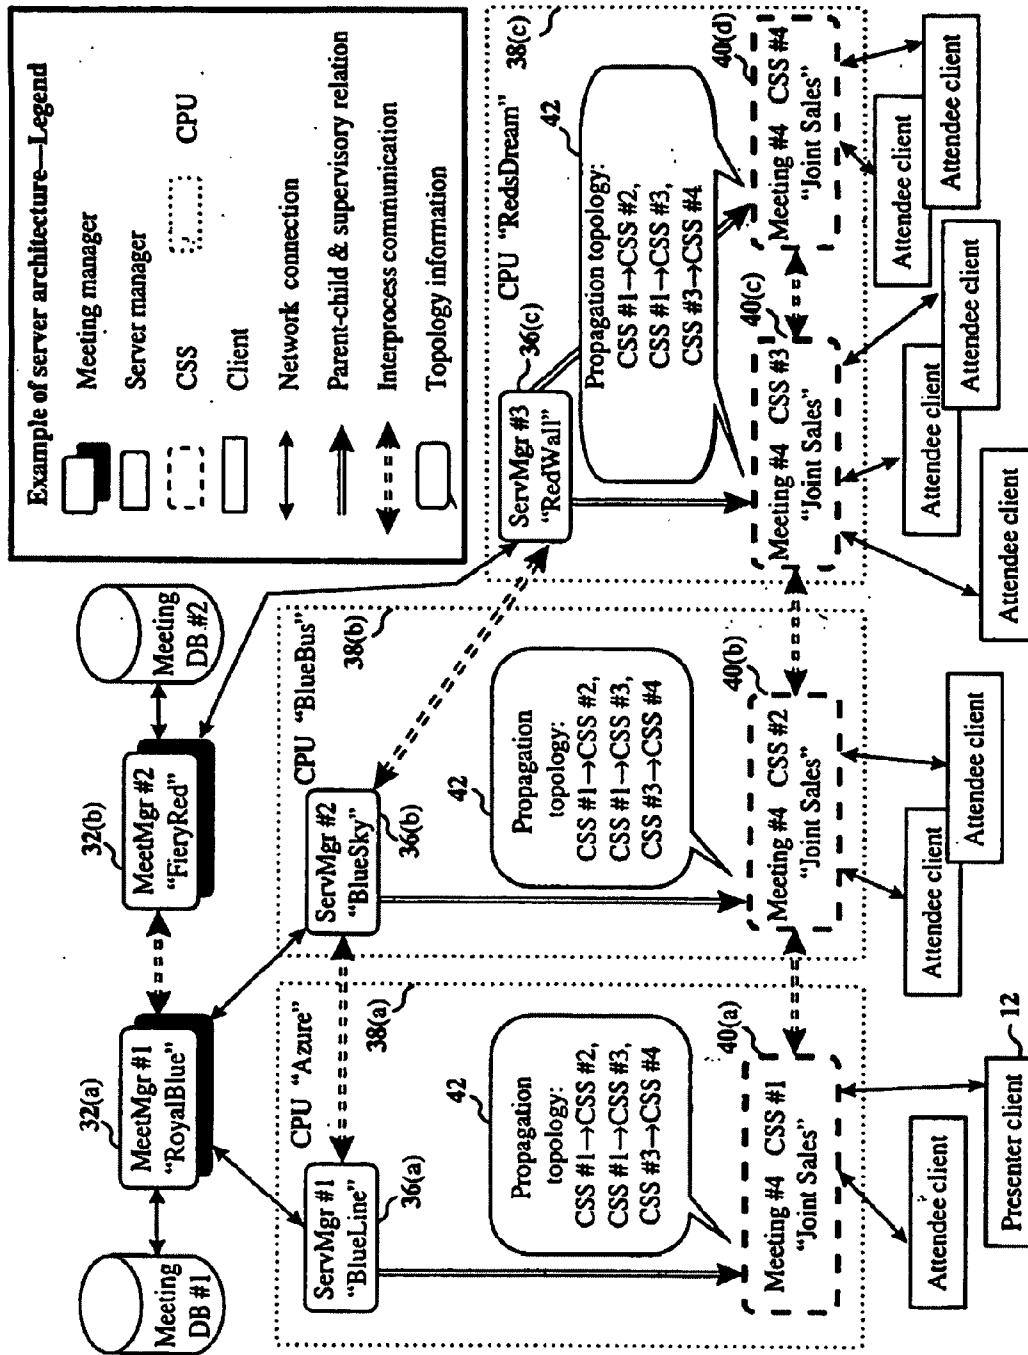 Example of server architecture—Legend
Meeting manager
Server manager
CSS
CPU
Client
Network connection
Parent-child & supervisory relation
Interprocess communication
Topology information
Meeting
DB #1
32(a)
MeetMgr #1
"RoyalBlue"
32(b)
MeetMgr #2
"FieryRed"
Meeting
DB #2
CPU "Azure"
38(a)
ServMgr #1
"BlueLine"
36(a)
42
Propagation
topology:
CSS #1→CSS #2,
CSS #1→CSS #3,
CSS #3→CSS #4
40(a)
Meeting #4 CSS #1
"Joint Sales"
Attendee client
Presenter client
12
CPU "BlueBus"
38(b)
ServMgr #2
"BlueSky"
36(b)
42
Propagation
topology:
CSS #1→CSS #2,
CSS #1→CSS #3,
CSS #3→CSS #4
40(b)
Meeting #4 CSS #2
"Joint Sales"
Attendee client
Attendee client
CPU "RedsDream"
38(c)
ServMgr #3
"RedWall"
36(c)
42
Propagation topology:
CSS #1→CSS #2,
CSS #1→CSS #3,
CSS #3→CSS #4
40(c)
Meeting #4 CSS #3
"Joint Sales"
40(d)
Meeting #4 CSS #4
"Joint Sales"
Attendee client
Attendee client
Attendee client
Attendee client
Attendee client